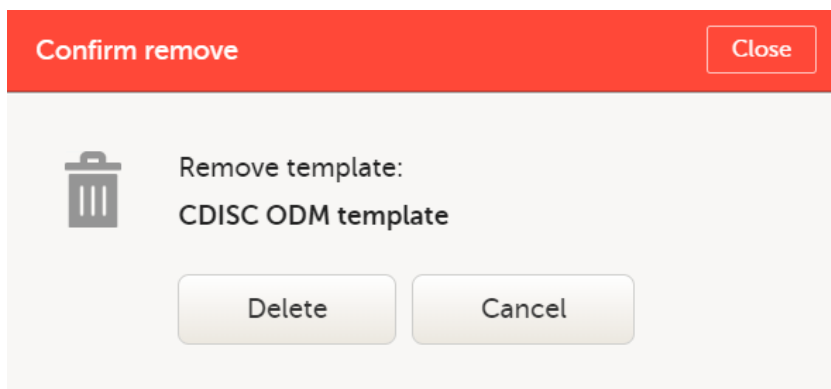 Confirm remove
Close
Remove template:
CDISC ODM template
Delete
Cancel